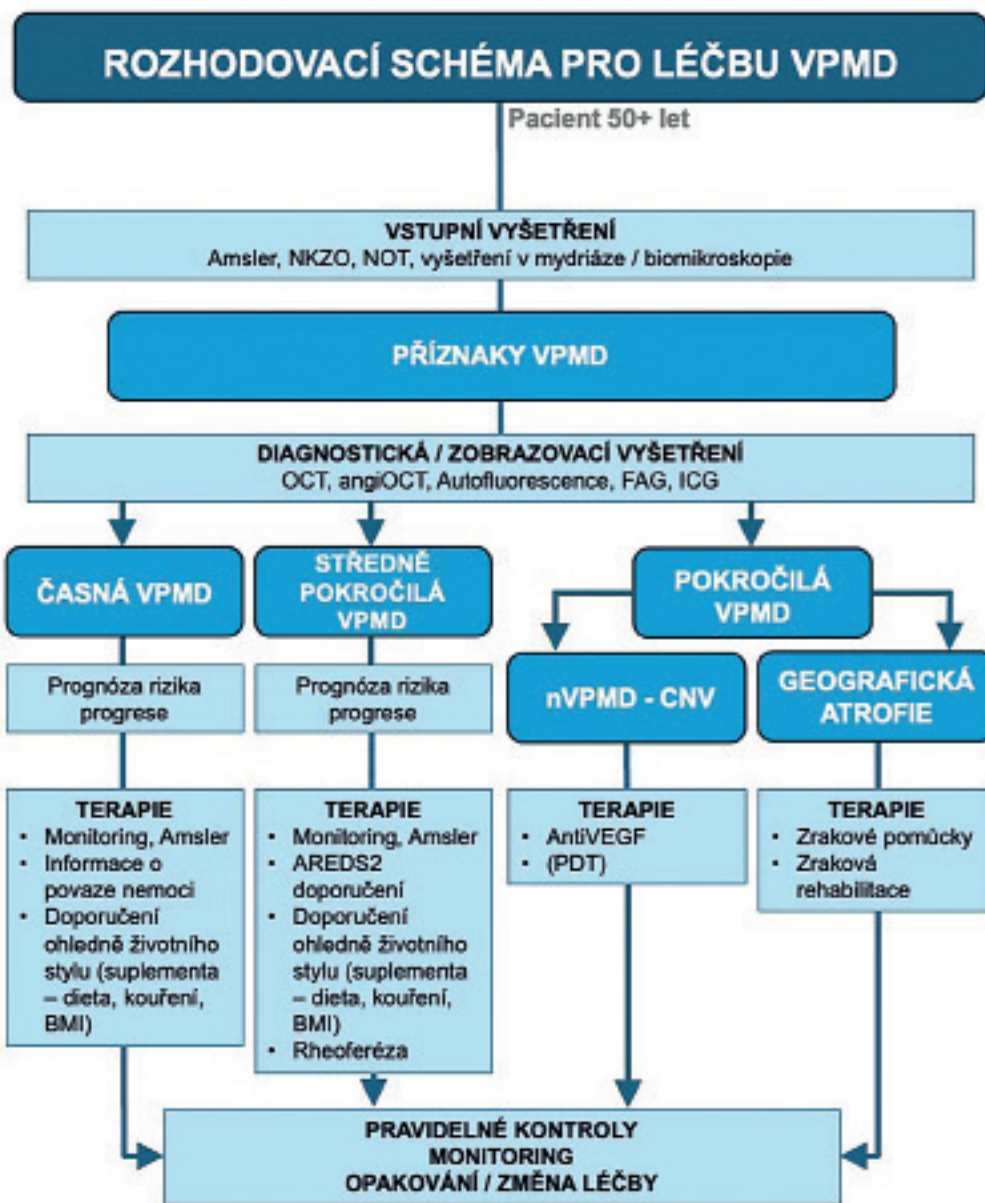 ROZHODOVACÍ SCHÉMA PRO LÉČBU VPMD
Pacient 50+ let
VSTUPNÍ VYŠETŘENÍ
Amsler, NKZO, NOT, vyšetření v mydriáze / biomikroskopie
PŘÍZNAKY VPMD
DIAGNOSTICKÁ / ZOBRAZOVACÍ VYŠETŘENÍ
OCT, angiOCT, Autofluorescence, FAG, ICG
ČASNÁ VPMD
Prognóza rizika
progrese
TERAPIE
• Monitoring, Amsler
• Informace o
povaze nemoci
• Doporučení
ohledně životního
stylu (suplementa
– dieta, kouření,
BMI)
STŘEDNĚ
POKROČILÁ
VPMD
Prognóza rizika
progrese
TERAPIE
• Monitoring, Amsler
• AREDS2
doporučení
• Doporučení
ohledně životního
stylu (suplementa
– dieta, kouření,
BMI)
• Rheoferéza
POKROČILÁ
VPMD
nVPMD - CNV
TERAPIE
• AntiVEGF
• (PDT)
GEOGRAFICKÁ
ATROFIE
TERAPIE
• Zrakové pomůcky
• Zraková
rehabilitace
PRAVIDELNÉ KONTROLY
MONITORING
OPAKOVÁNÍ / ZMĚNA LÉČBY